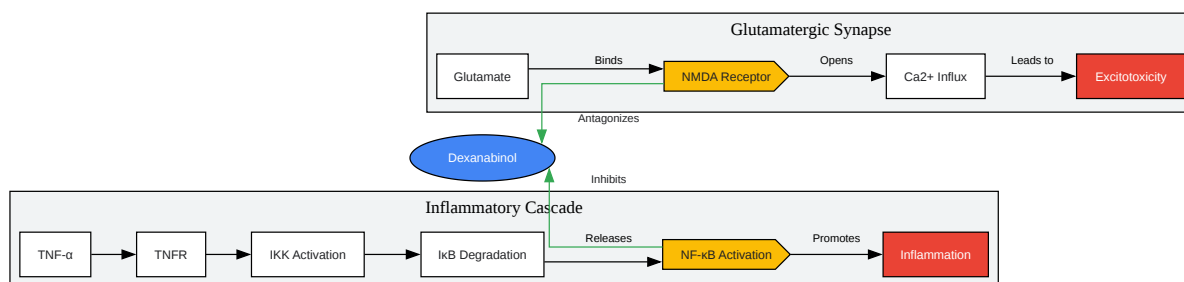 Glutamatergic Synapse
Glutamate
Binds
NMDA Receptor
Opens
Ca2+ Influx
Leads to
Excitotoxicity
Antagonizes
Dexanabinol
Inhibits
Inflammatory Cascade
TNF-α
TNFR
IKK Activation
IκB Degradation
Releases
NF-κB Activation
Promotes
Inflammation